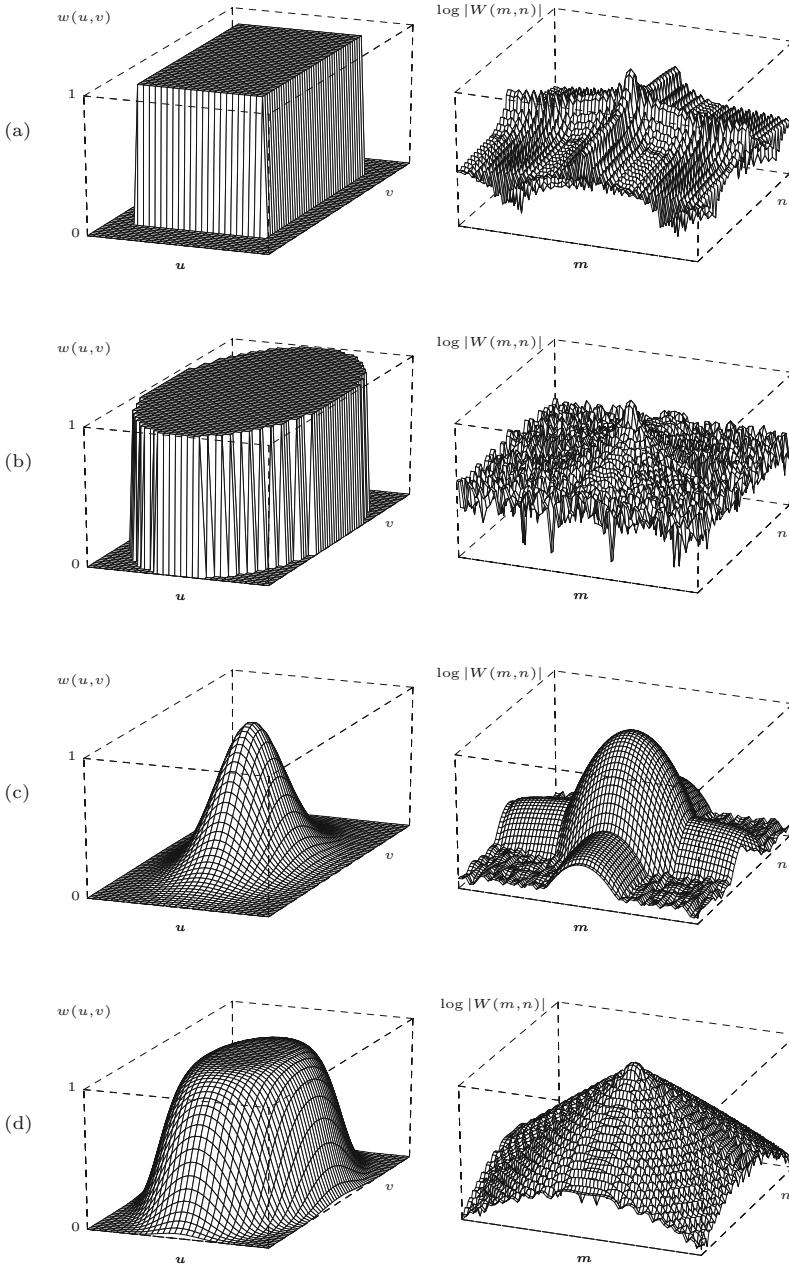 w(u,v)
log |W(m,n)|
1
(a)
v
n
0
u
m
w(u,v)
log |W(m,n)|
1
(b)
v
n
0
u
m
w(u,v)
log |W(m,n)|
1
(c)
v
n
0
u
m
w(u,v)
log |W(m,n)|
1
(d)
v
n
0
u
m